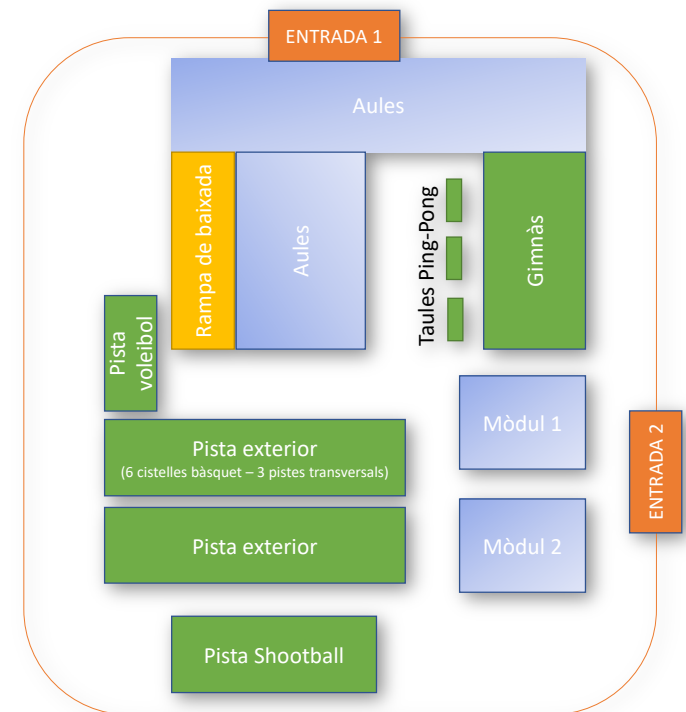 ENTRADA 1
Aules
Rampa de baixada
Aules
Taules Ping-Pong
Gimnàs
Pista
voleibol
Mòdul 1
ENTRADA 2
Pista exterior
(6 cistelles bàsquet – 3 pistes transversals)
Pista exterior
Mòdul 2
Pista Shootball